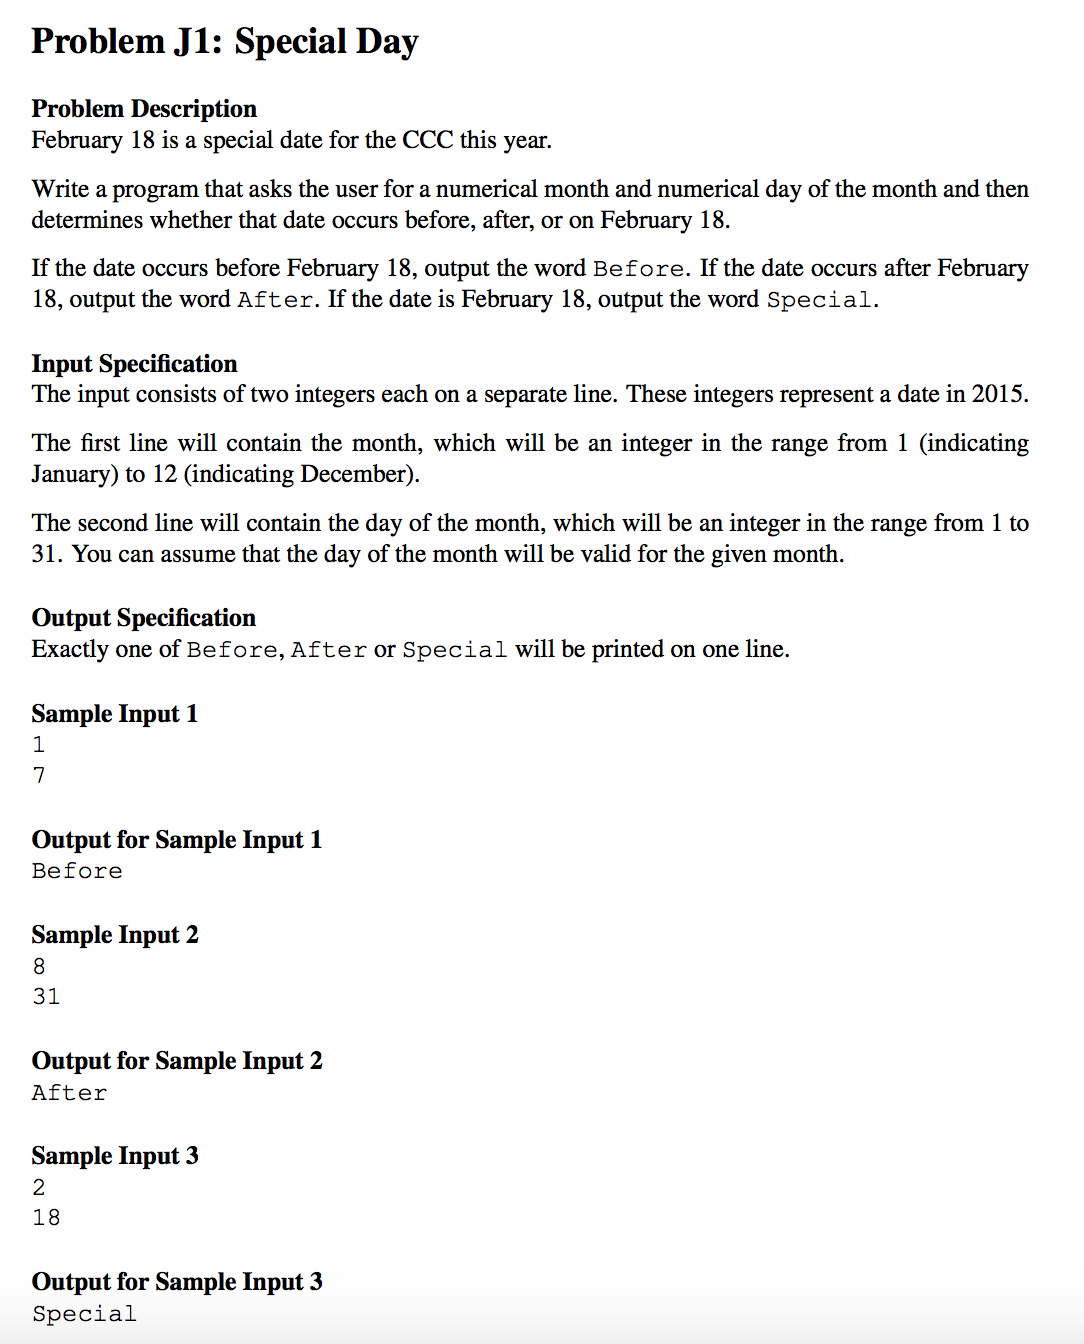 Problem J1: Special Day
Problem Description
February 18 is a special date for the CCC this year.
Write a program that asks the user for a numerical month and numerical day of the month and then
determines whether that date occurs before, after, or on February 18.
If the date occurs before February 18, output the word Before. If the date occurs after February
18, output the word After. If the date is February 18, output the word Special.
Input Specification
The input consists of two integers each on a separate line. These integers represent a date in 2015.
The first line will contain the month, which will be an integer in the range from 1 (indicating
January) to 12 (indicating December).
The second line will contain the day of the month, which will be an integer in the range from 1 to
31. You can assume that the day of the month will be valid for the given month.
Output Specification
Exactly one of Before, After or Special will be printed on one line.
Sample Input 1
1
7
Output for Sample Input 1
Before
Sample Input 2
8
31
Output for Sample Input 2
After
Sample Input 3
2
18
Output for Sample Input 3
Special